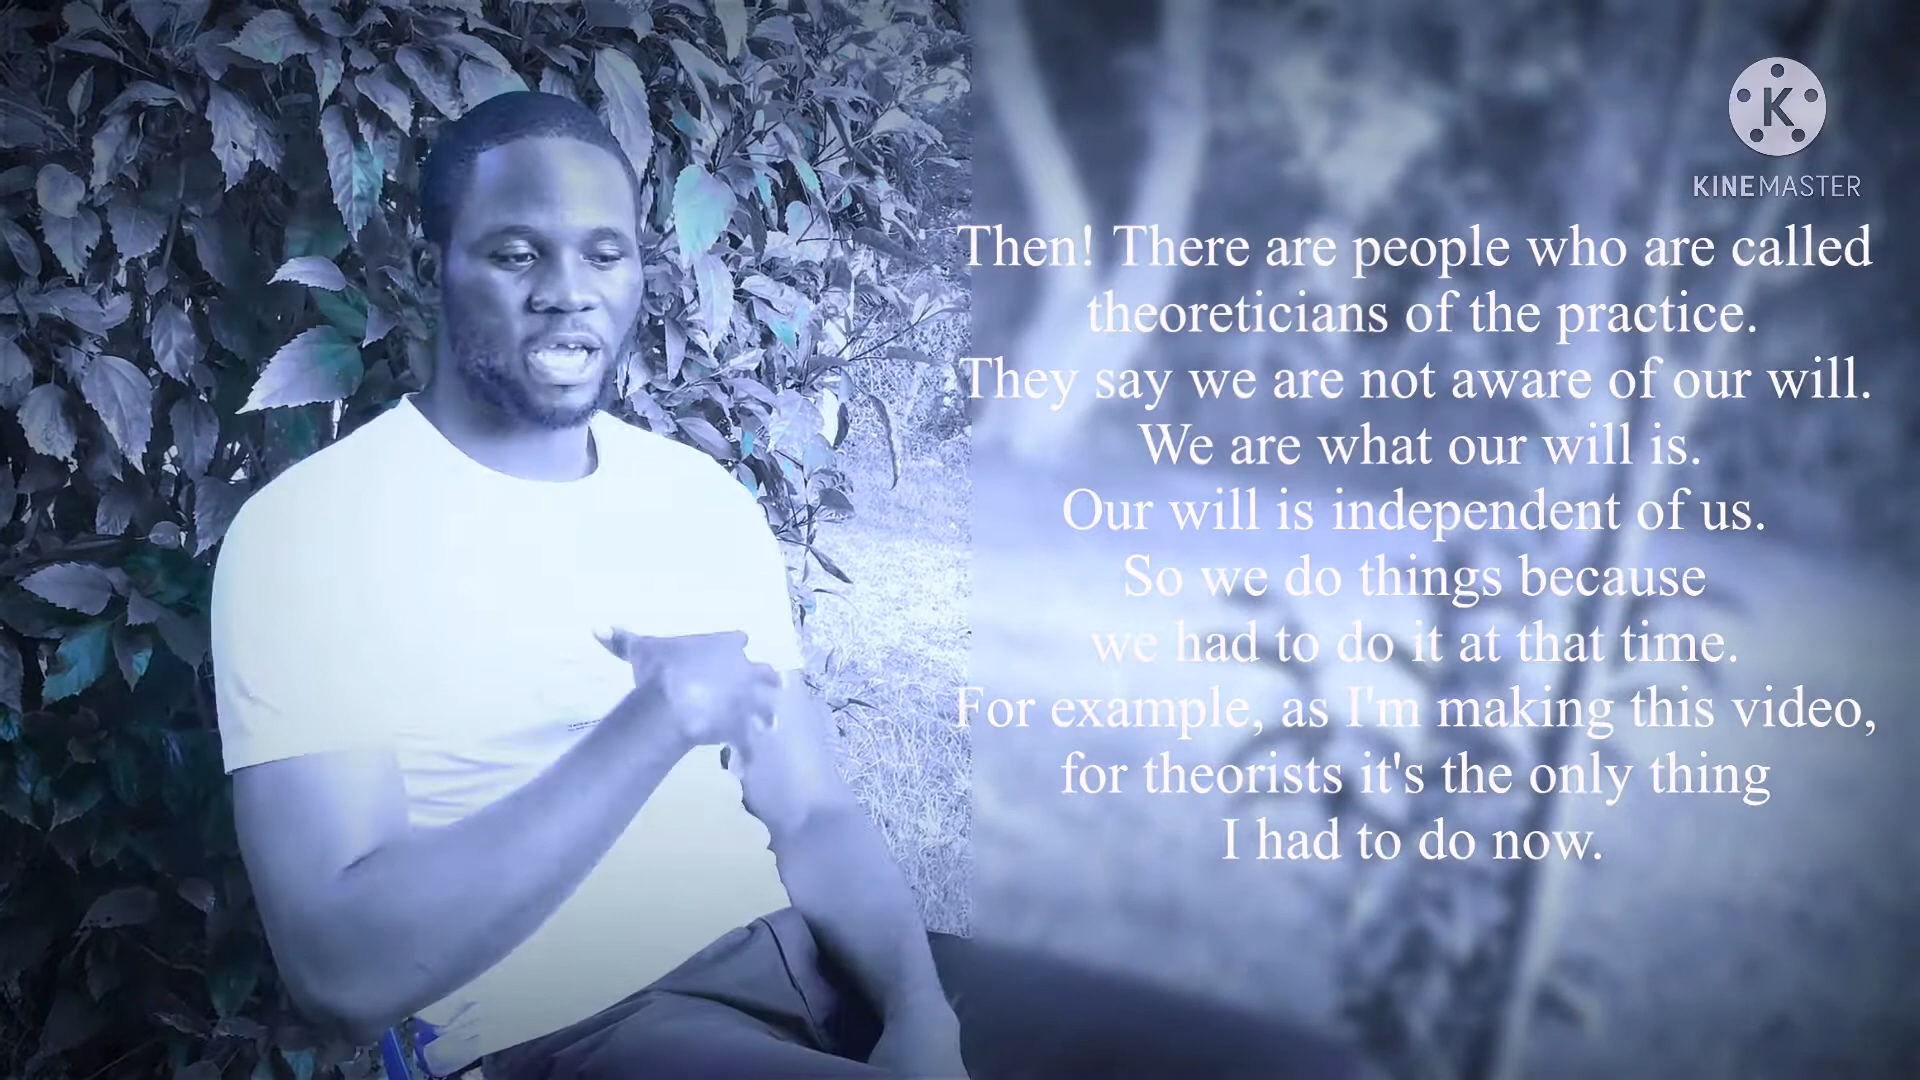 K
KINEMASTER
Then! There are people who are called
theoreticians of the practice.
They say we are not aware of our will.
We are what our will is.
Our will is independent of us.
So we do things because
we had to do it at that time.
For example, as I'm making this video,
for theorists it's the only thing
I had to do now.